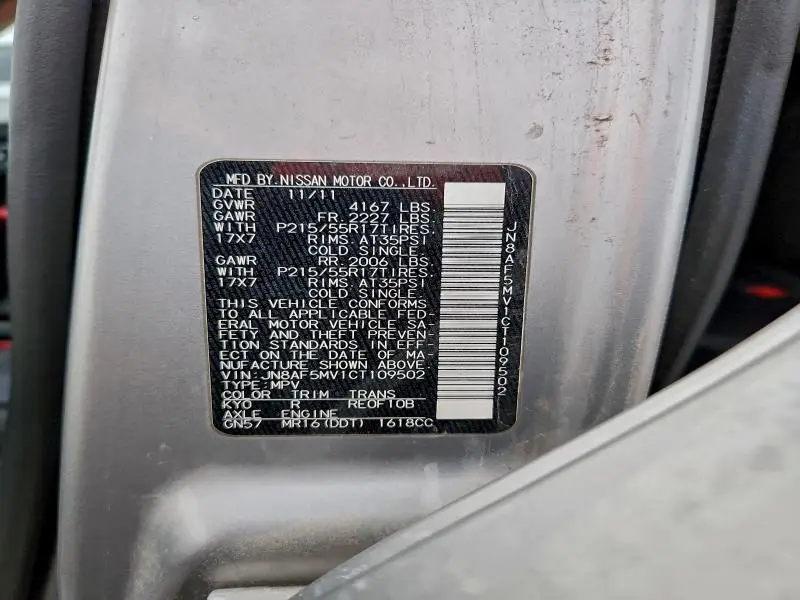 MFD BY.NISSAN MOTOR CO.,LTD.
DATE 11/11
GVWR 4167 LBS.
GAWR FR.2227 LBS.
WITH P215/55R17TIRES.
17X7 RIMS.AT35PSI
COLD SINGLE.
GAWR RR.2006 LBS.
WITH P215/55R17TIRES.
17X7 RIMS.AT35PSI
COLD SINGLE.
THIS VEHICLE CONFORMS
TO ALL APPLICABLE FED-
ERAL MOTOR VEHICLE SA-
FETY AND THEFT PREVEN-
TION STANDARDS IN EFF-
ECT ON THE DATE OF MA-
NUFACTURE SHOWN ABOVE.
VIN:JN8AF5MV1CT109502
TYPE:MPV
COLOR TRIM TRANS
KYO R REOFTOB
AXLE ENGINE
GN57 MR16(DDT) 1618CC
JN8AF5MV1CT109502